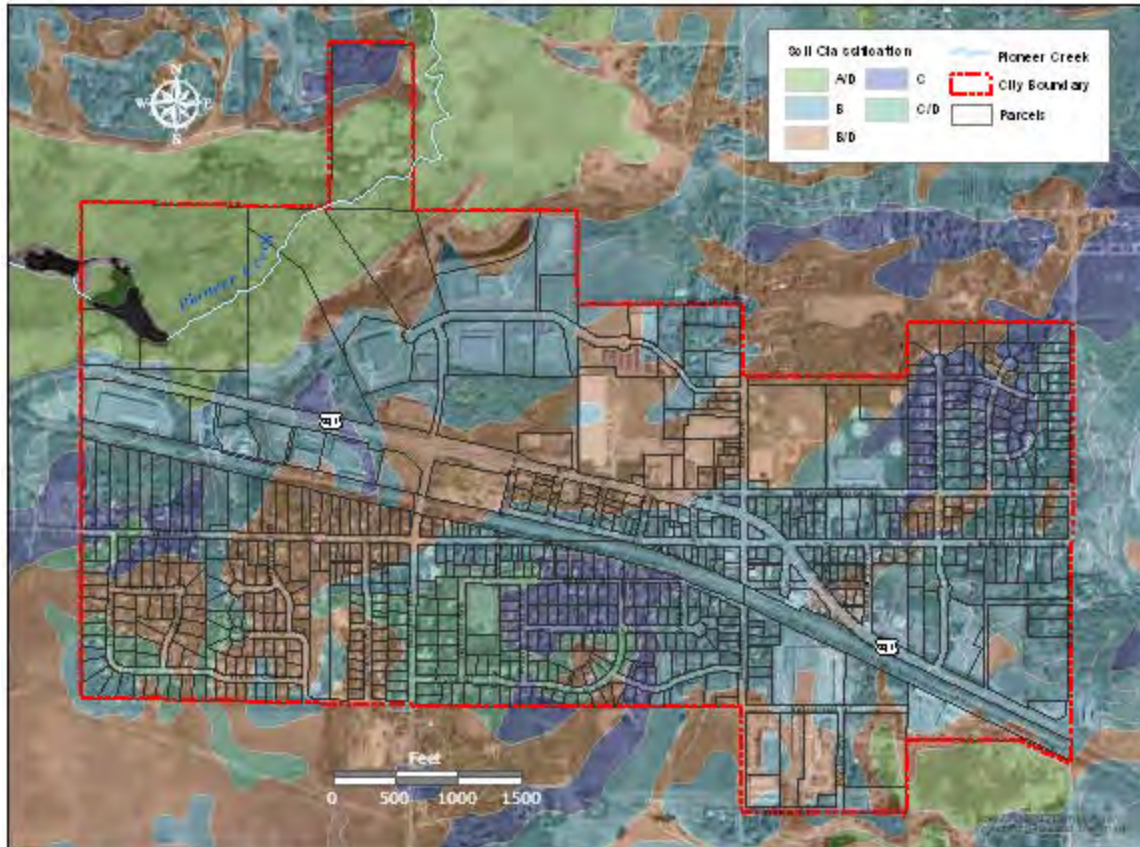 Soil Classification
A/D
B
B/D
C
C/D
Pioneer Creek
City Boundary
Parcels
N
W E
S
Pioneer Creek
Feet
0 500 1000 1500